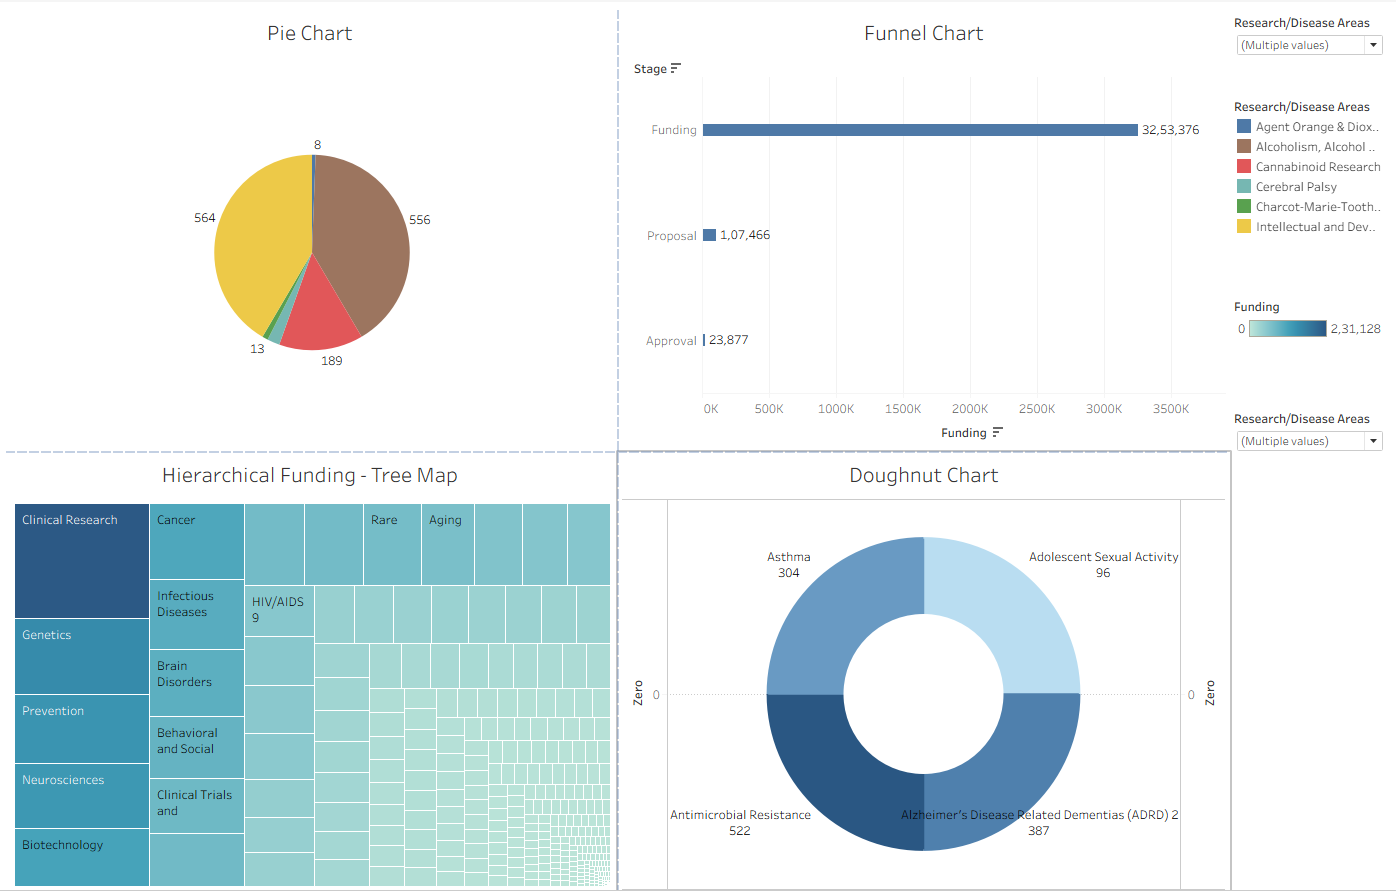 Pie Chart
8
564
556
13
189
Funnel Chart
Stage
Funding
32,53,376
Proposal
1,07,466
Approval
23,877
0K
500K
1000K
1500K
2000K
2500K
3000K
3500K
Funding
Research/Disease Areas
(Multiple values)
Research/Disease Areas
Agent Orange & Diox..
Alcoholism, Alcohol ..
Cannabinoid Research
Cerebral Palsy
Charcot-Marie-Tooth..
Intellectual and Dev..
Funding
0
2,31,128
Research/Disease Areas
(Multiple values)
Hierarchical Funding - Tree Map
Clinical Research
Genetics
Prevention
Neurosciences
Biotechnology
Cancer
Infectious
Diseases
Brain
Disorders
Behavioral
and Social
Clinical Trials
and
Rare
Aging
HIV/AIDS
9
Doughnut Chart
Asthma
304
Adolescent Sexual Activity
96
Zero
0
0
Zero
Antimicrobial Resistance
522
Alzheimer's Disease Related Dementias (ADRD) 2
387